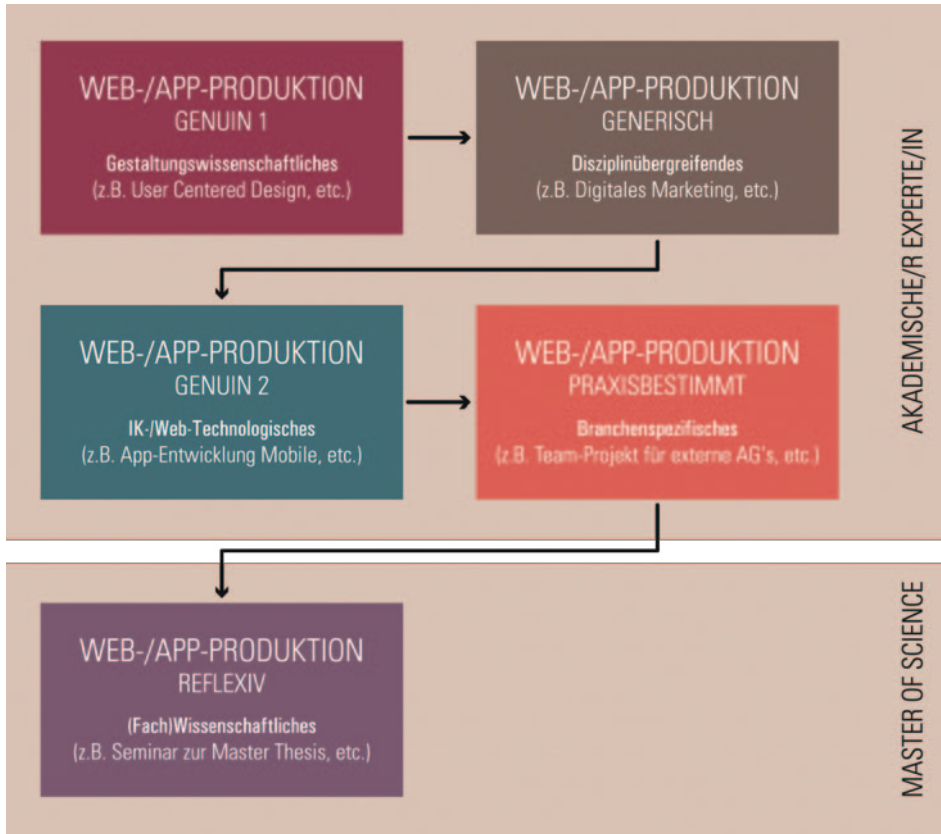 WEB-/APP-PRODUKTION
GENUIN 1
Gestaltungswissenschaftliches
(z.B. User Centered Design, etc.)
WEB-/APP-PRODUKTION
GENERISCH
Disziplinübergreifendes
(z.B. Digitales Marketing, etc.)
WEB-/APP-PRODUKTION
GENUIN 2
IK-/Web-Technologisches
(z.B. App-Entwicklung Mobile, etc.)
WEB-/APP-PRODUKTION
PRAXISBESTIMMT
Branchenspezifisches
(z.B. Team-Projekt für externe AG's, etc.)
AKADEMISCHE/R EXPERTE/IN
WEB-/APP-PRODUKTION
REFLEXIV
(Fach)Wissenschaftliches
(z.B. Seminar zur Master Thesis, etc.)
MASTER OF SCIENCE